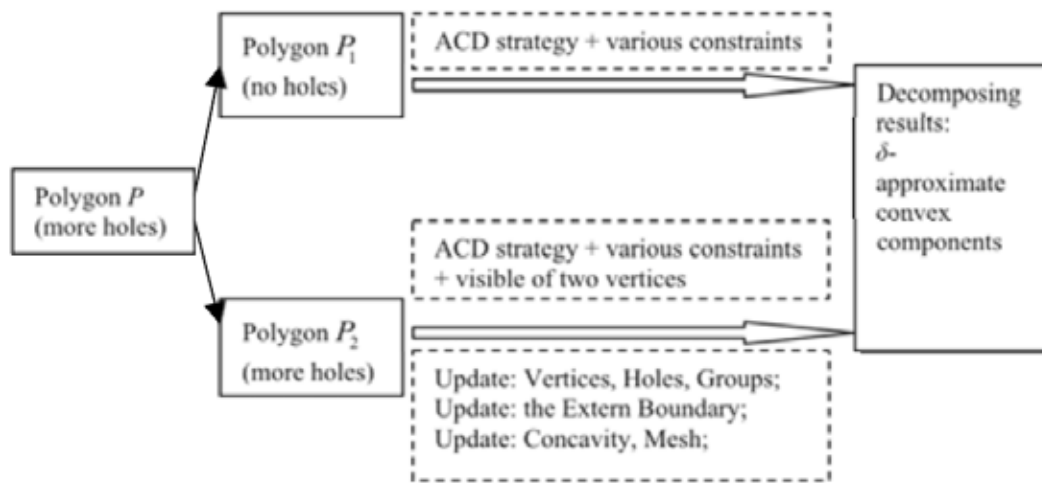 Polygon P
(more holes)
Polygon P₁
(no holes)
ACD strategy + various constraints
Polygon P₂
(more holes)
ACD strategy + various constraints
+ visible of two vertices
Update: Vertices, Holes, Groups;
Update: the Extern Boundary;
Update: Concavity, Mesh;
Decomposing
results:
δ-
approximate
convex
components